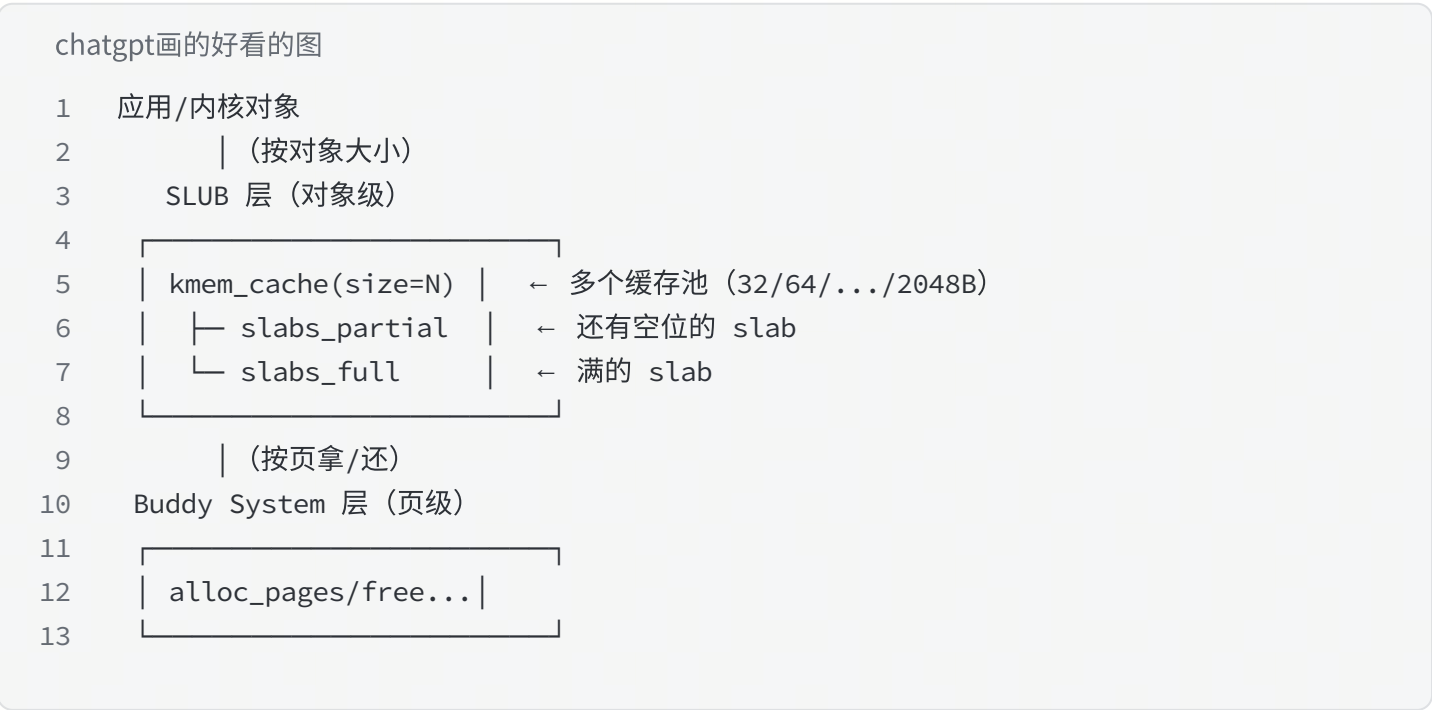 chatgpt画的好看的图
1 应用/内核对象
2 │（按对象大小）
3 SLUB 层（对象级）
4 ┌──────────────────────────┐
5 │ kmem_cache(size=N) │ ← 多个缓存池（32/64/.../2048B）
6 │ ├─ slabs_partial │ ← 还有空位的 slab
7 │ └─ slabs_full │ ← 满的 slab
8 └──────────────────────────┘
9 │（按页拿/还）
10 Buddy System 层（页级）
11 ┌──────────────────────────┐
12 │ alloc_pages/free...│
13 └──────────────────────────┘